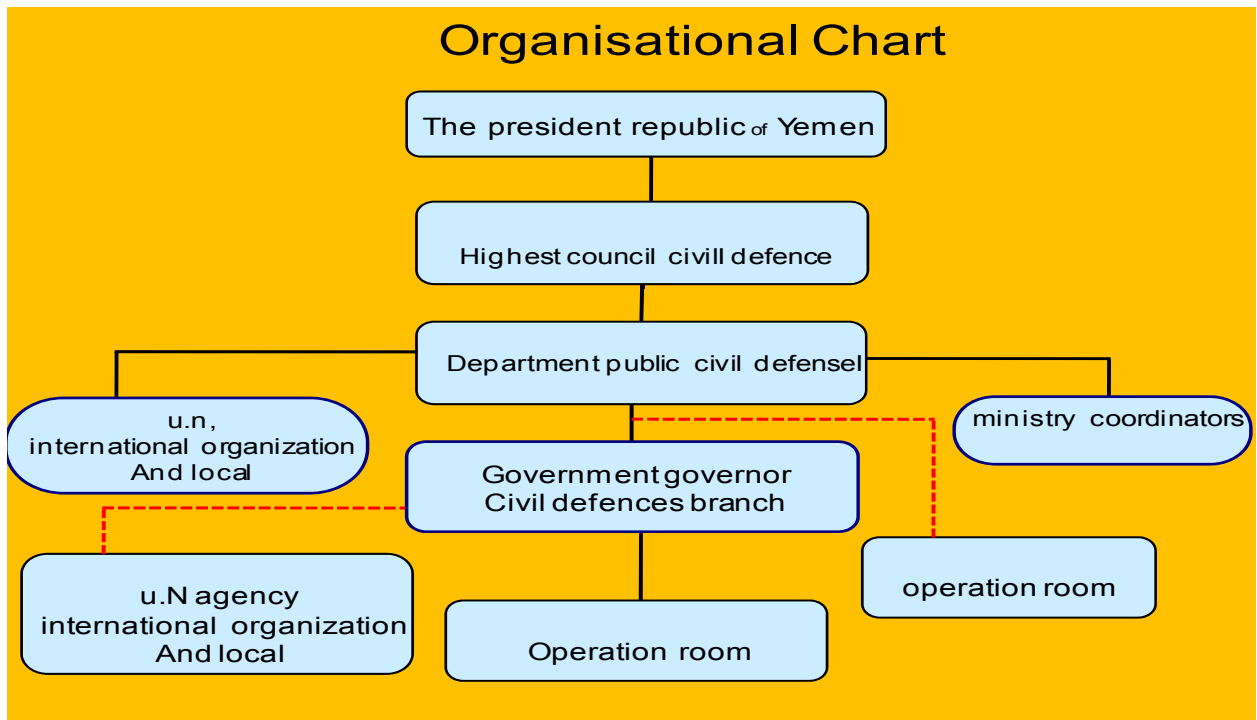 Organisational Chart
The president republic of Yemen
Highest council civill defence
Department public civil defensel
u.n,
international organization
And local
ministry coordinators
Government governor
Civil defences branch
u.N agency
international organization
And local
Operation room
operation room